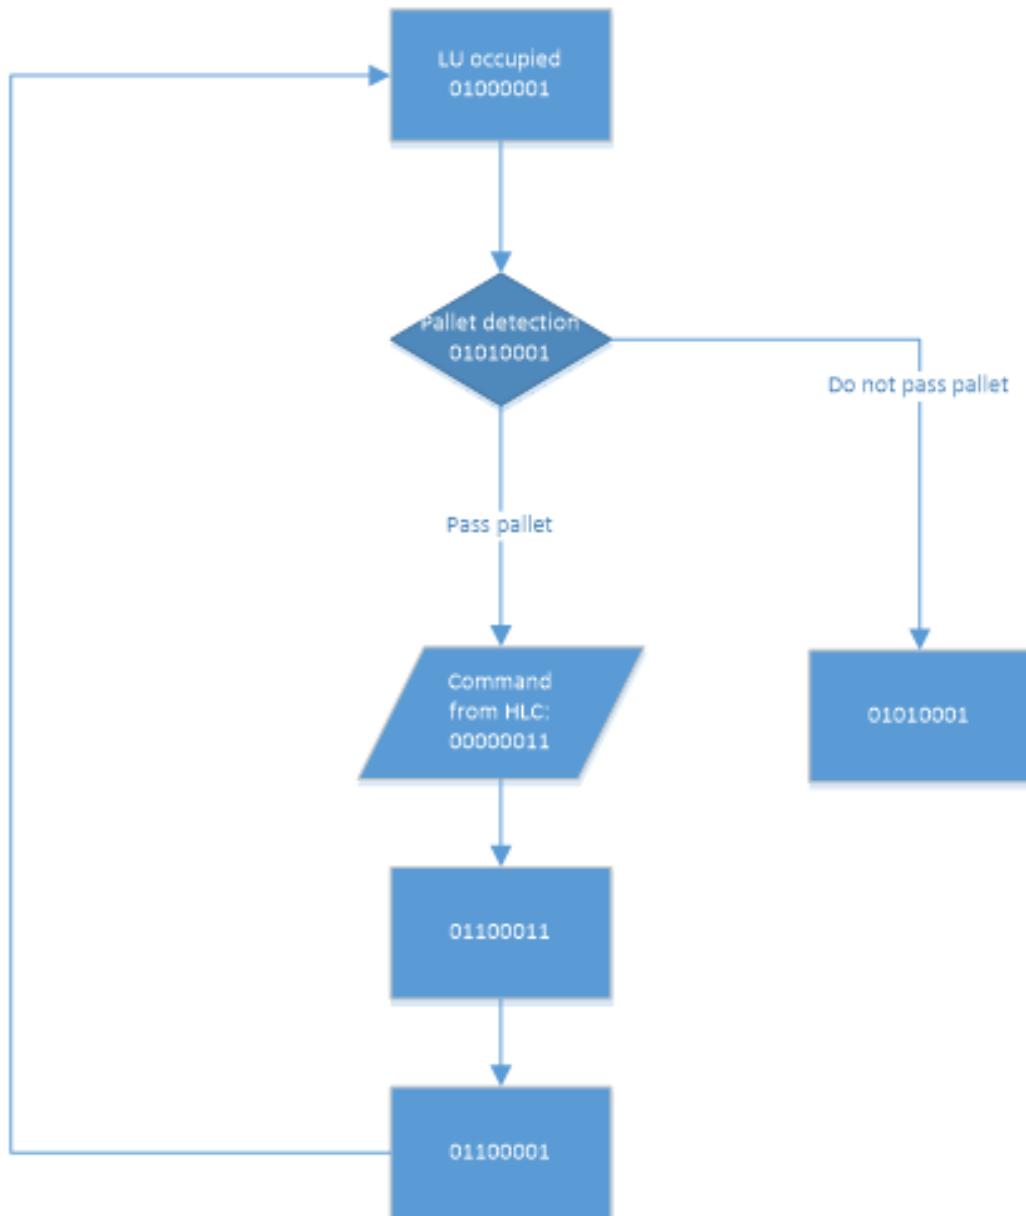 LU occupied
01000001
Pallet detection
01010001
Do not pass pallet
Pass pallet
Command
from HLC:
00000011
01010001
01100011
01100001